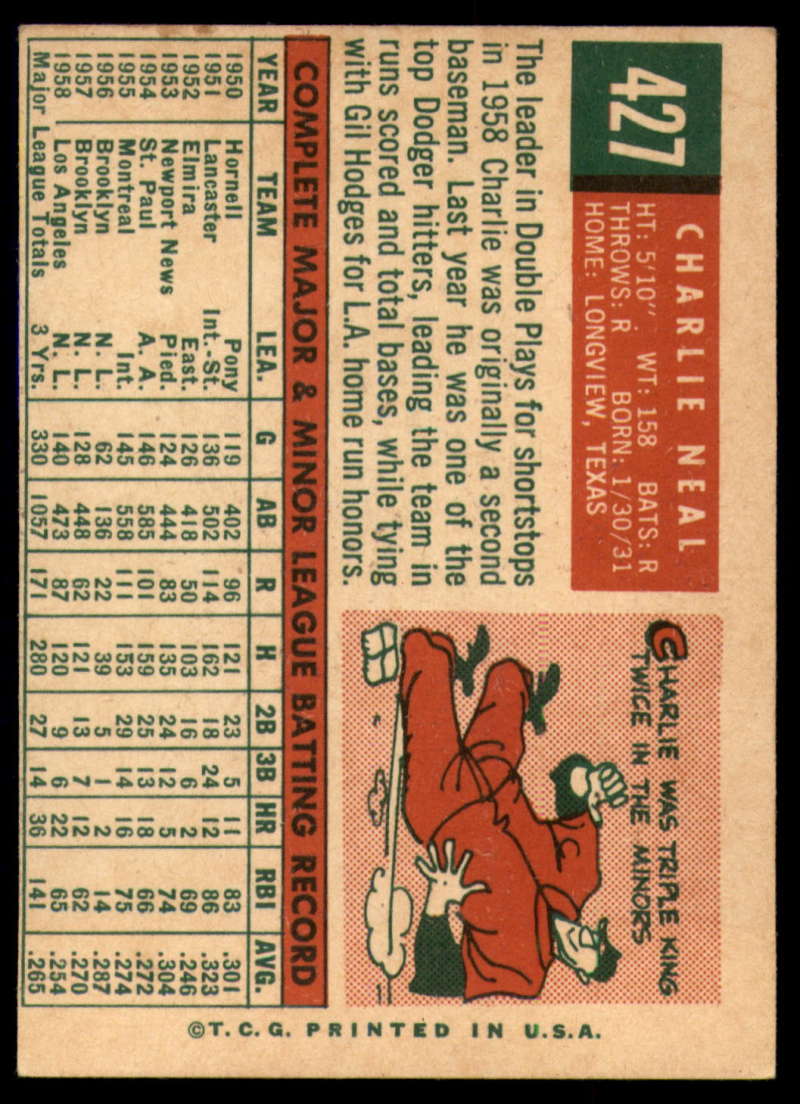 427
CHARLIE NEAL
HT: 5'10". WT: 158 BATS: R
THROWS: R BORN: 1/30/31
HOME: LONGVIEW, TEXAS
The leader in Double Plays for shortstops
in 1958 Charlie was originally a second
baseman. Last year he was one of the
top Dodger hitters, leading the team in
runs scored and total bases, while tying
with Gil Hodges for L.A. home run honors.
CHARLIE WAS TRIPLE KING
TWICE IN THE MINORS
C
COMPLETE MAJOR & MINOR LEAGUE BATTING RECORD
YEAR TEAM LEA. G AB R H 2B 3B HR RBI AVG.
1950 Hornell Pony 119 402 96 121 23 5 11 83 .301
1951 Lancaster Int.-St. 136 502 114 162 18 24 12 86 .323
1952 Elmira East. 126 418 50 103 16 6 2 69 .246
1953 Newport News Pied. 124 444 83 135 24 12 5 74 .304
1954 St. Paul A. A. 146 585 101 159 25 13 18 66 .272
1955 Montreal Int. 145 558 111 153 29 14 16 75 .274
1956 Brooklyn N. L. 62 136 22 39 5 1 2 14 .287
1957 Brooklyn N. L. 128 448 62 121 13 7 12 62 .270
1958 Los Angeles N. L. 140 473 87 120 9 6 22 65 .254
Major League Totals 3 Yrs. 330 1057 171 280 27 14 36 141 .265
©T.C.G. PRINTED IN U.S.A.